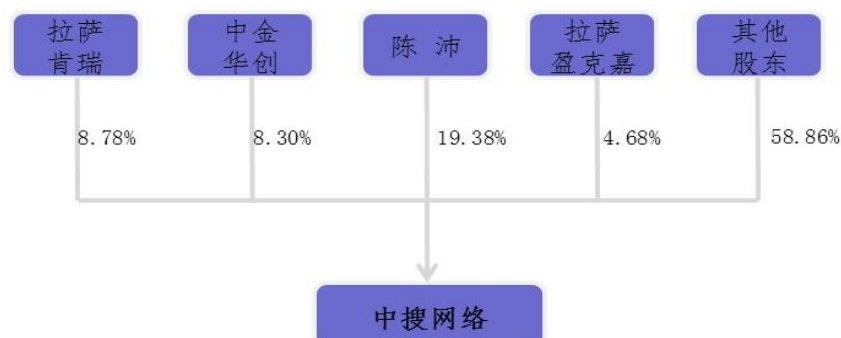 拉萨
肯瑞
中金
华创
陈 沛
拉萨
盈克嘉
其他
股东
8.78%
8.30%
19.38%
4.68%
58.86%
中搜网络